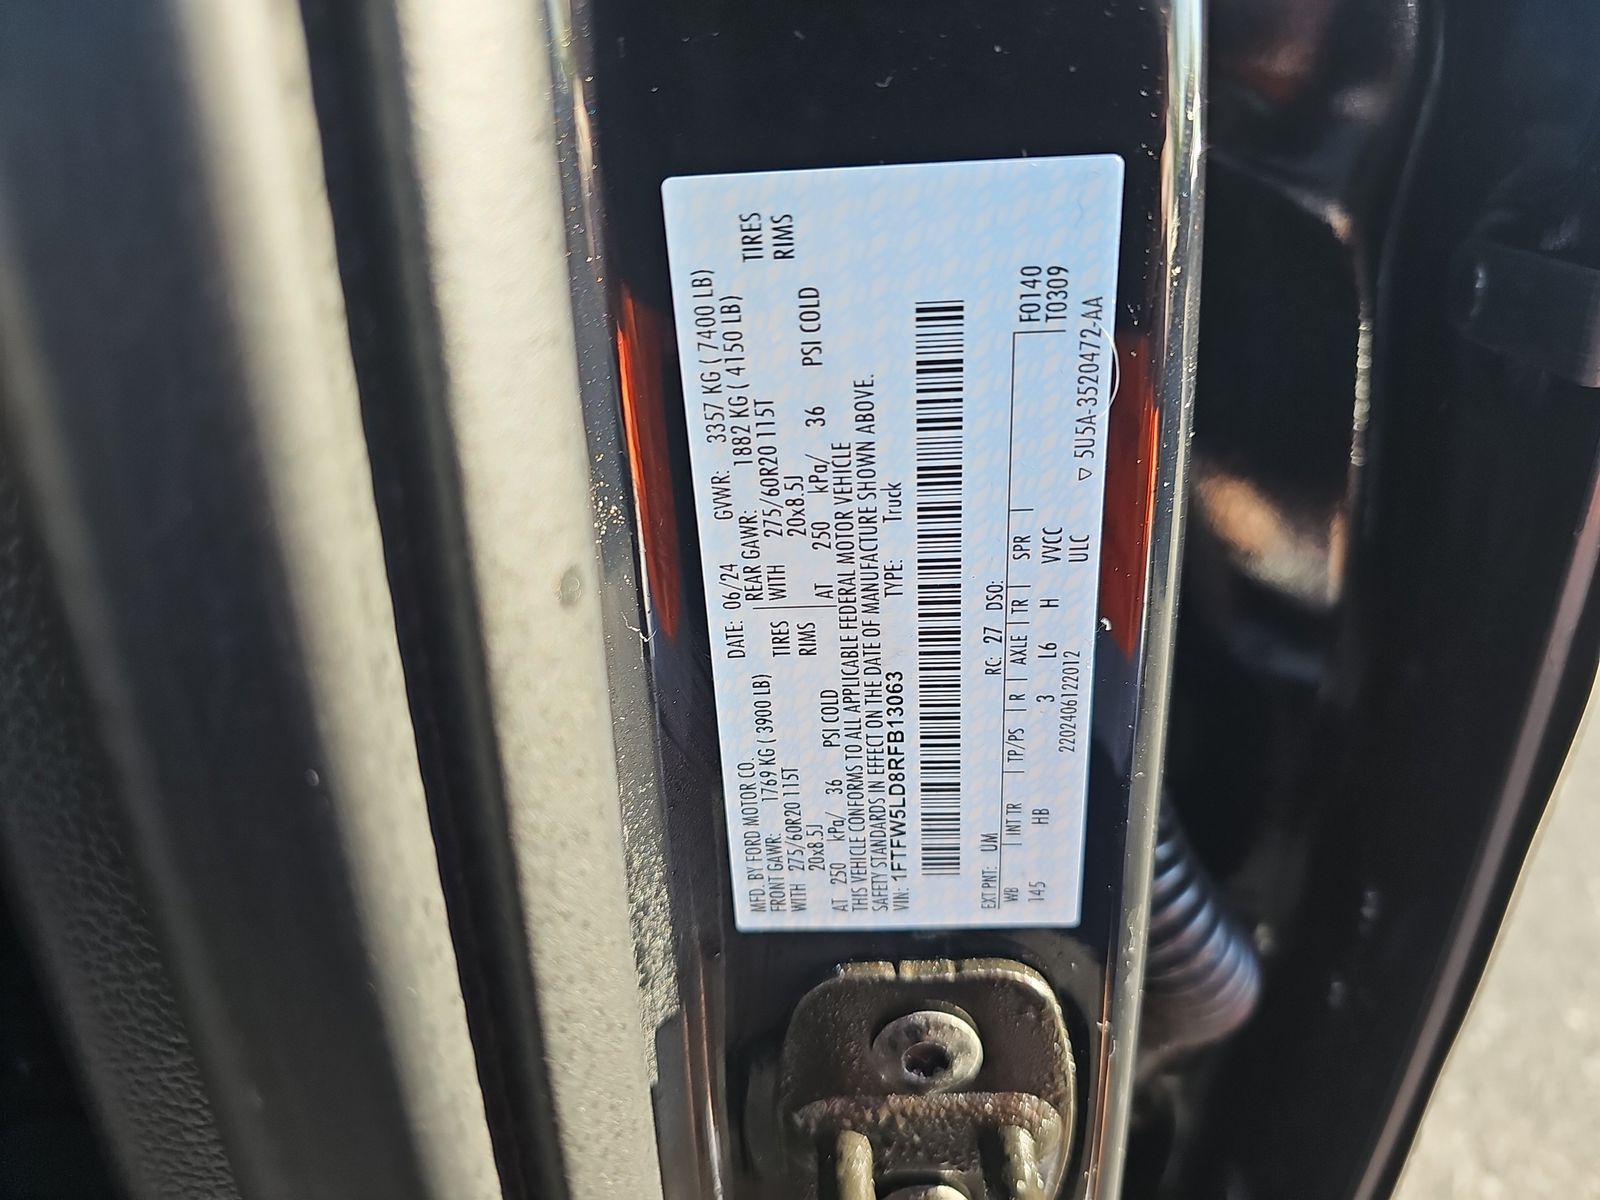 MFD. BY FORD MOTOR CO.
DATE: 06/24 GVWR: 3357 KG ( 7400 LB)
FRONT GAWR: 1769 KG ( 3900 LB) REAR GAWR: 1882 KG ( 4150 LB)
WITH 275/60R20 115T TIRES WITH 275/60R20 115T TIRES
20x8.5J RIMS 20x8.5J RIMS
AT 250 kPa/ 36 PSI COLD AT 250 kPa/ 36 PSI COLD
THIS VEHICLE CONFORMS TO ALL APPLICABLE FEDERAL MOTOR VEHICLE
SAFETY STANDARDS IN EFFECT ON THE DATE OF MANUFACTURE SHOWN ABOVE.
VIN: 1FTFW5LD8RFB13063 TYPE: Truck
EXT PNT: UM RC: 27 DSO:
WB INT TR TP/PS R AXLE TR SPR F0140
145 HB 3 L6 H VVCC T0309
2202406122012 ULC
▽ 5U5A-3520472-AA